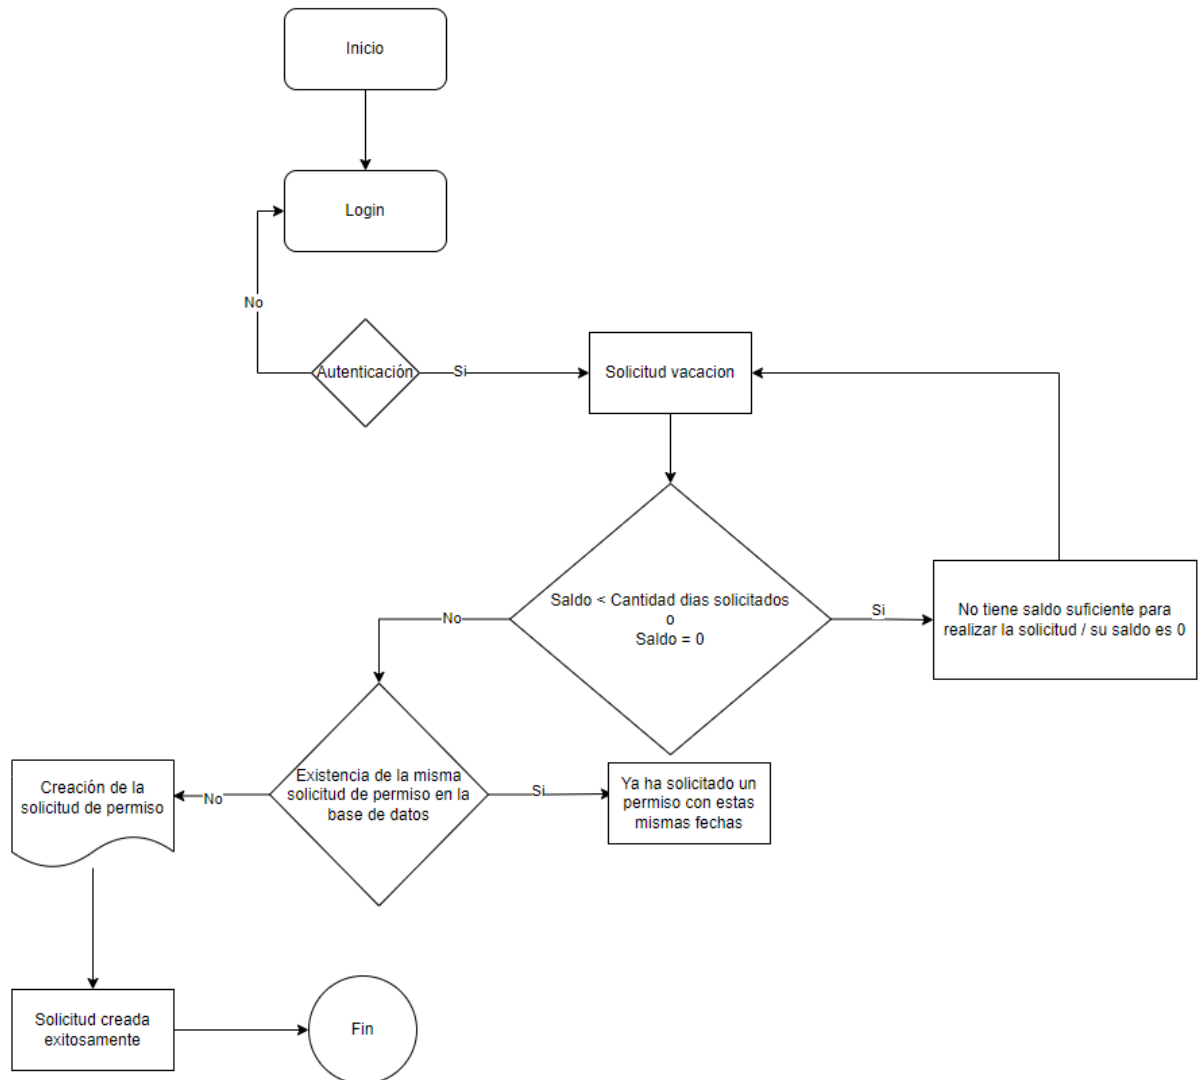 Inicio
Login
No
Autenticación
Si
Solicitud vacacion
Saldo < Cantidad dias solicitados
o
Saldo = 0
Si
No tiene saldo suficiente para
realizar la solicitud / su saldo es 0
No
Existencia de la misma
solicitud de permiso en la
base de datos
Si
Ya ha solicitado un
permiso con estas
mismas fechas
No
Creación de la
solicitud de permiso
Solicitud creada
exitosamente
Fin